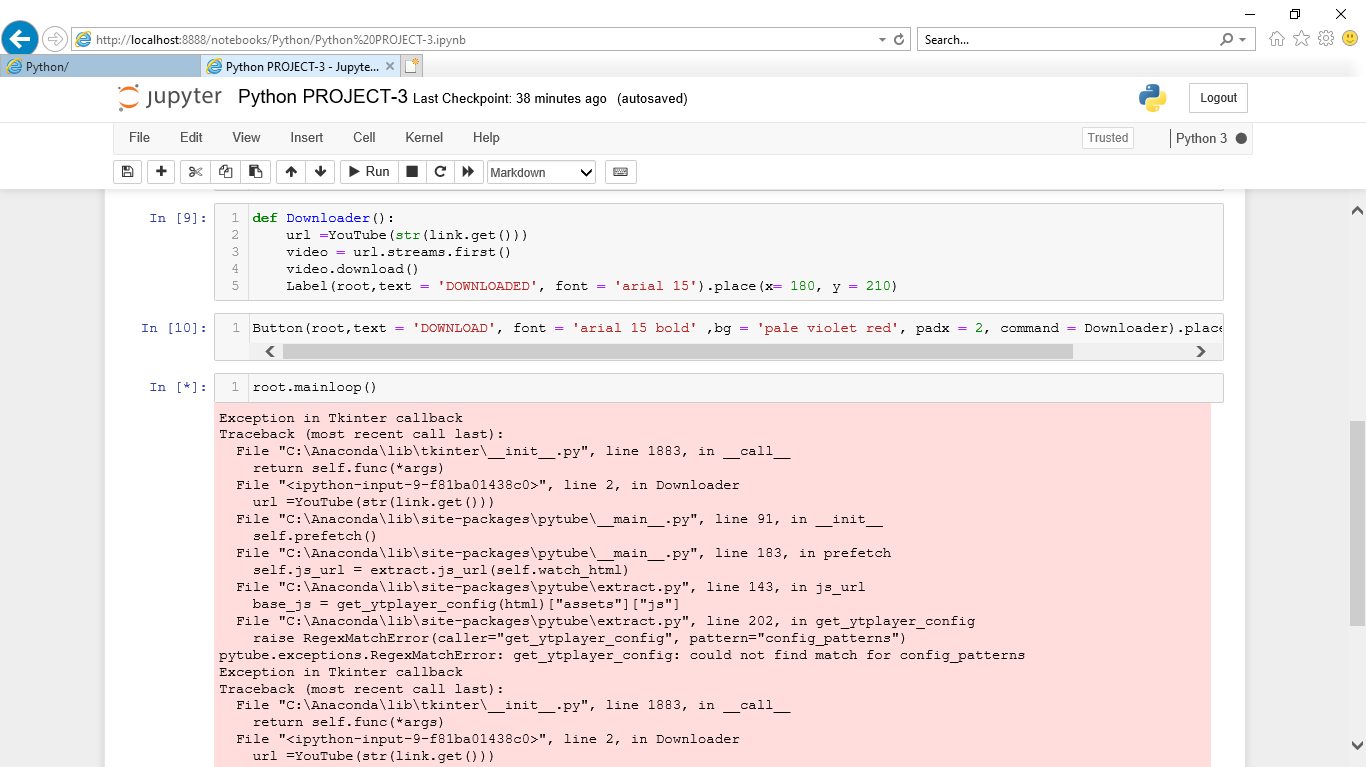 http://localhost:8888/notebooks/Python/Python%20PROJECT-3.ipynb
Search...
Python/
Python PROJECT-3 - Jupyte...
jupyter Python PROJECT-3 Last Checkpoint: 38 minutes ago (autosaved)
Logout
File Edit View Insert Cell Kernel Help
Trusted
Python 3
Run
Markdown
In [9]:
1 def Downloader():
2     url =YouTube(str(link.get()))
3     video = url.streams.first()
4     video.download()
5     Label(root,text = 'DOWNLOADED', font = 'arial 15').place(x= 180, y = 210)
In [10]:
1 Button(root,text = 'DOWNLOAD', font = 'arial 15 bold' ,bg = 'pale violet red', padx = 2, command = Downloader).place
In [*]:
1 root.mainloop()
Exception in Tkinter callback
Traceback (most recent call last):
  File "C:\Anaconda\lib\tkinter\__init__.py", line 1883, in __call__
    return self.func(*args)
  File "<ipython-input-9-f81ba01438c0>", line 2, in Downloader
    url =YouTube(str(link.get()))
  File "C:\Anaconda\lib\site-packages\pytube\__main__.py", line 91, in __init__
    self.prefetch()
  File "C:\Anaconda\lib\site-packages\pytube\__main__.py", line 183, in prefetch
    self.js_url = extract.js_url(self.watch_html)
  File "C:\Anaconda\lib\site-packages\pytube\extract.py", line 143, in js_url
    base_js = get_ytplayer_config(html)["assets"]["js"]
  File "C:\Anaconda\lib\site-packages\pytube\extract.py", line 202, in get_ytplayer_config
    raise RegexMatchError(caller="get_ytplayer_config", pattern="config_patterns")
pytube.exceptions.RegexMatchError: get_ytplayer_config: could not find match for config_patterns
Exception in Tkinter callback
Traceback (most recent call last):
  File "C:\Anaconda\lib\tkinter\__init__.py", line 1883, in __call__
    return self.func(*args)
  File "<ipython-input-9-f81ba01438c0>", line 2, in Downloader
    url =YouTube(str(link.get()))